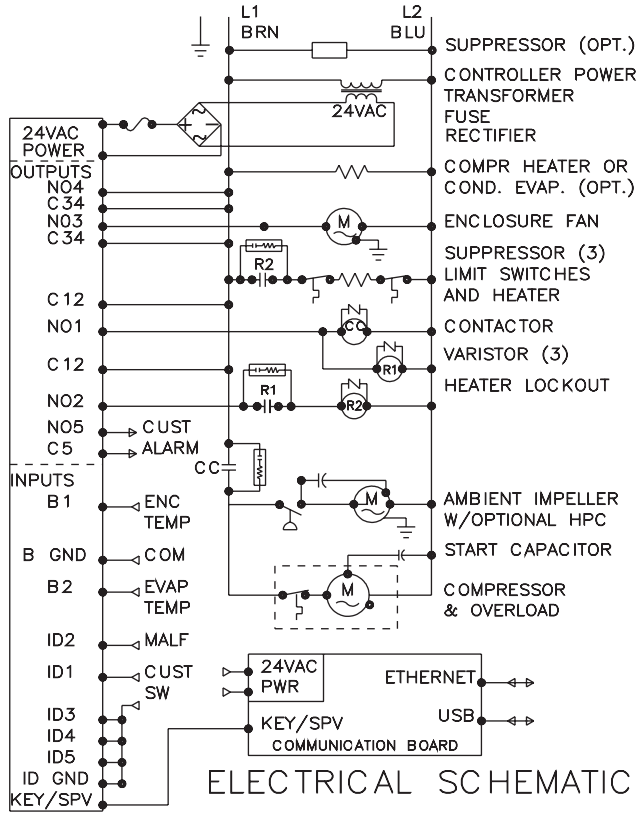 L1
BRN
L2
BLU
SUPPRESSOR (OPT.)
CONTROLLER POWER
TRANSFORMER
24VAC
FUSE
RECTIFIER
24VAC
POWER
OUTPUTS
COMPR HEATER OR
COND. EVAP. (OPT.)
NO4
C34
NO3
M
ENCLOSURE FAN
C34
R2
SUPPRESSOR (3)
LIMIT SWITCHES
AND HEATER
C12
NO1
CC
CONTACTOR
VARISTOR (3)
C12
R1
R1
HEATER LOCKOUT
NO2
R2
NO5
CUST
ALARM
C5
CC
INPUTS
B1
ENC
TEMP
M
AMBIENT IMPELLER
W/OPTIONAL HPC
B GND
COM
START CAPACITOR
B2
EVAP
TEMP
M
COMPRESSOR
& OVERLOAD
ID2
MALF
ID1
CUST
SW
24VAC
PWR
ETHERNET
USB
ID3
KEY/SPV
ID4
COMMUNICATION BOARD
ID5
ID GND
KEY/SPV
ELECTRICAL SCHEMATIC